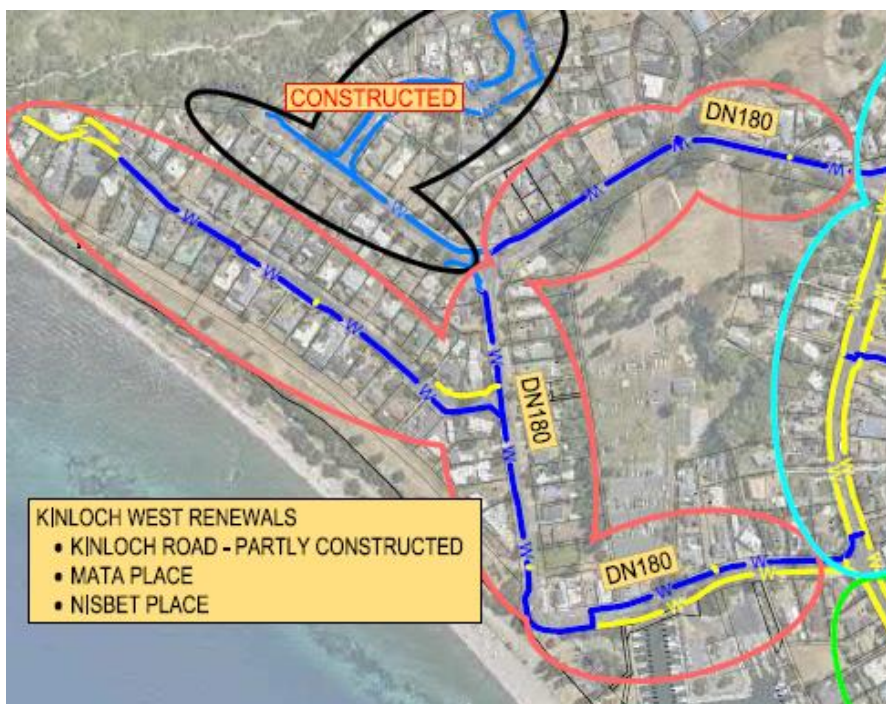 CONSTRUCTED
DN180
W
W
W
W
W
W
W
W
W
DN180
W
W
DN180
W
W
W
KINLOCH WEST RENEWALS
• KINLOCH ROAD - PARTLY CONSTRUCTED
• MATA PLACE
• NISBET PLACE